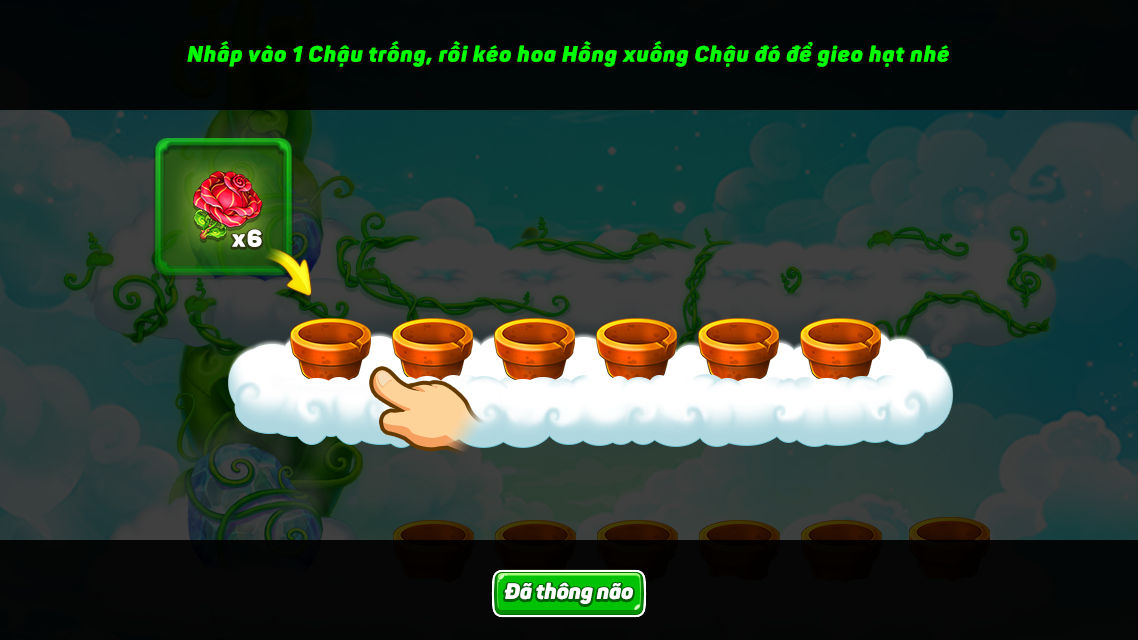 Nhấp vào 1 Chậu trống, rồi kéo hoa Hồng xuống Chậu đó để gieo hạt nhé
x6
Đã thông não